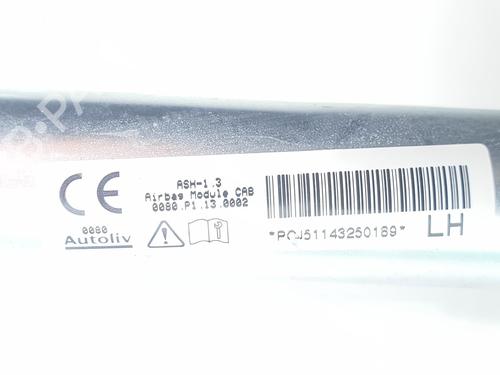 CE
ASH-1.3
Airbag Module CAB
0080.P1.13.0002
0080
Autoliv
*PCJ51143250189*
LH